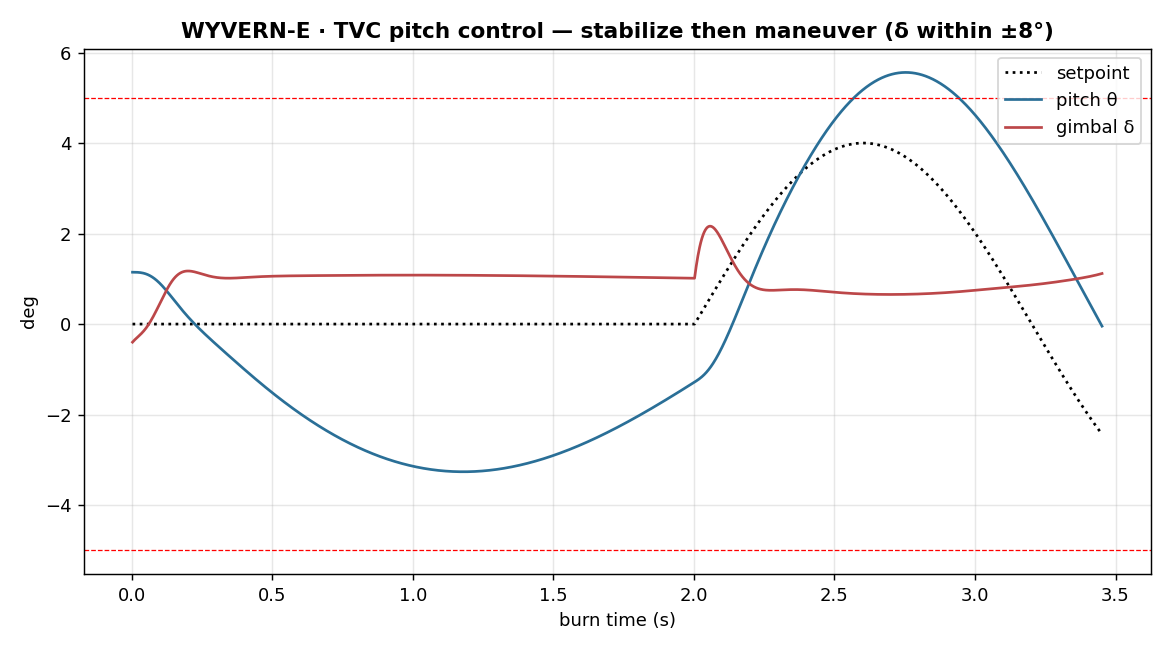 WYVERN-E · TVC pitch control — stabilize then maneuver (δ within ±8°)
setpoint
pitch θ
gimbal δ
deg
6
4
2
0
−2
−4
0.0 0.5 1.0 1.5 2.0 2.5 3.0 3.5
burn time (s)